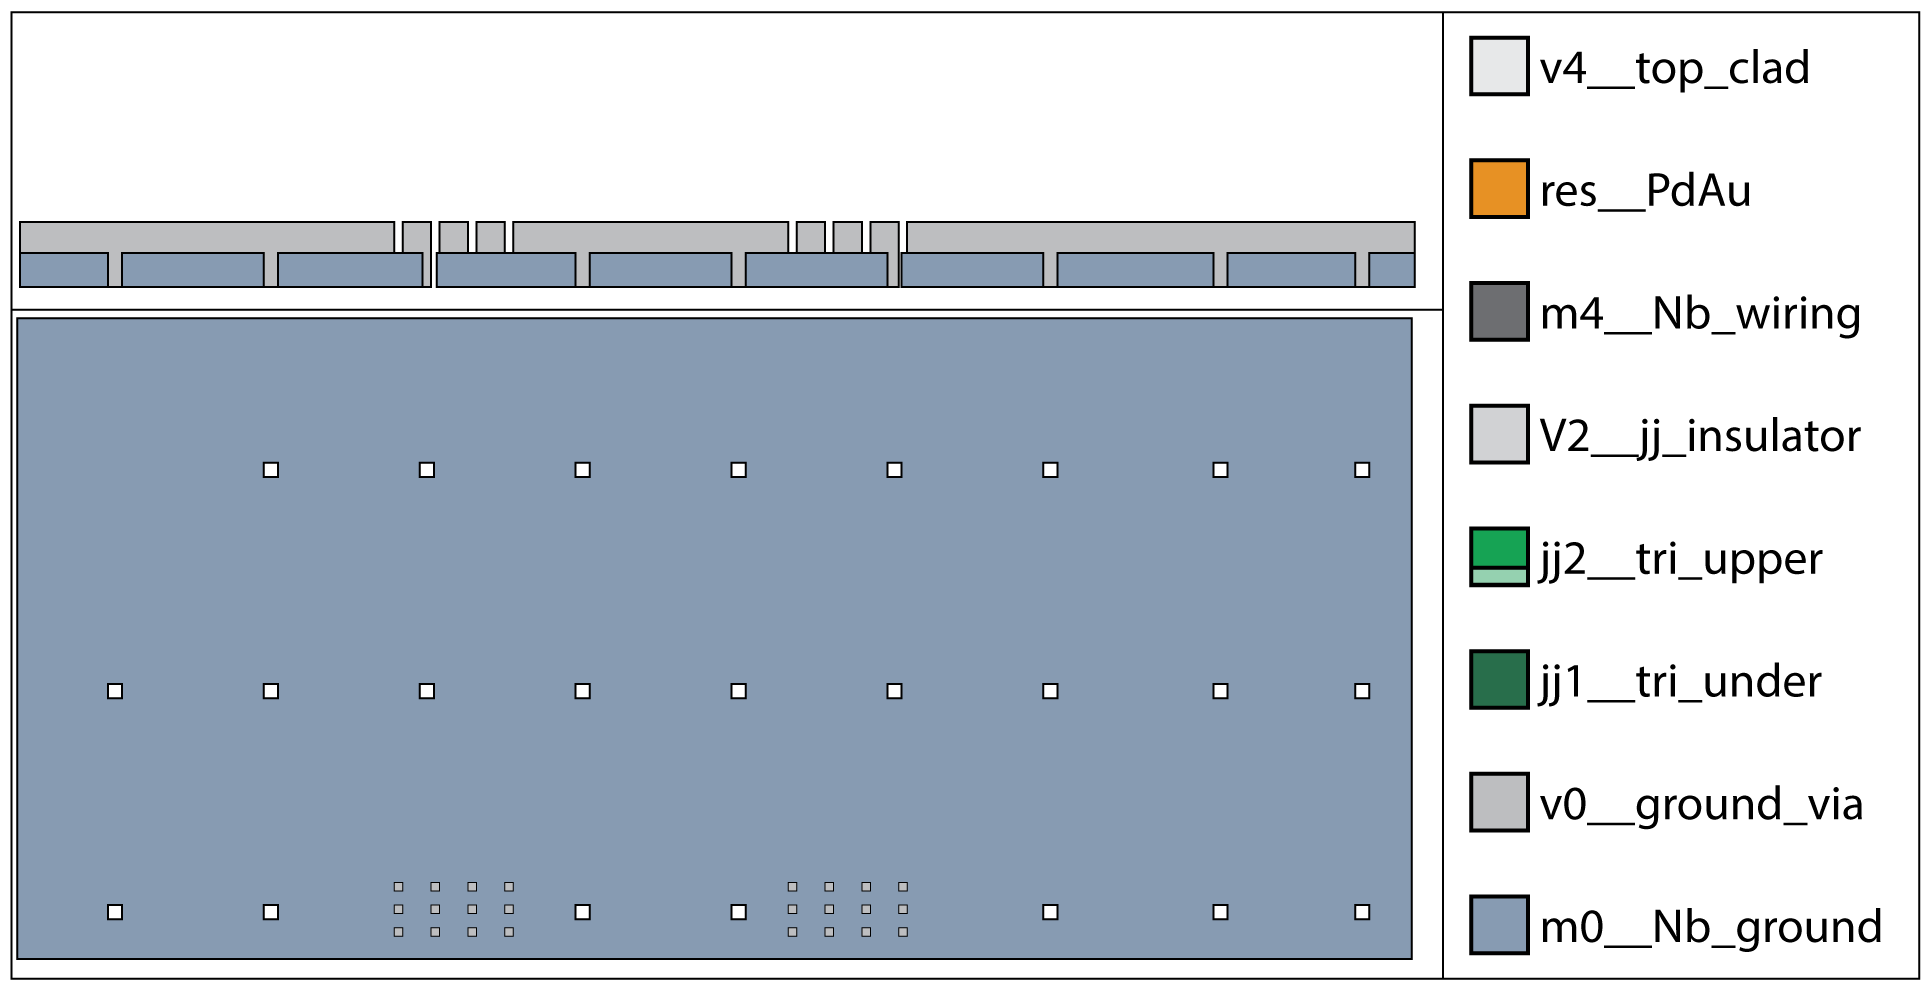 v4__top_clad
res__PdAu
m4__Nb_wiring
V2__jj_insulator
jj2__tri_upper
jj1__tri_under
v0__ground_via
m0__Nb_ground